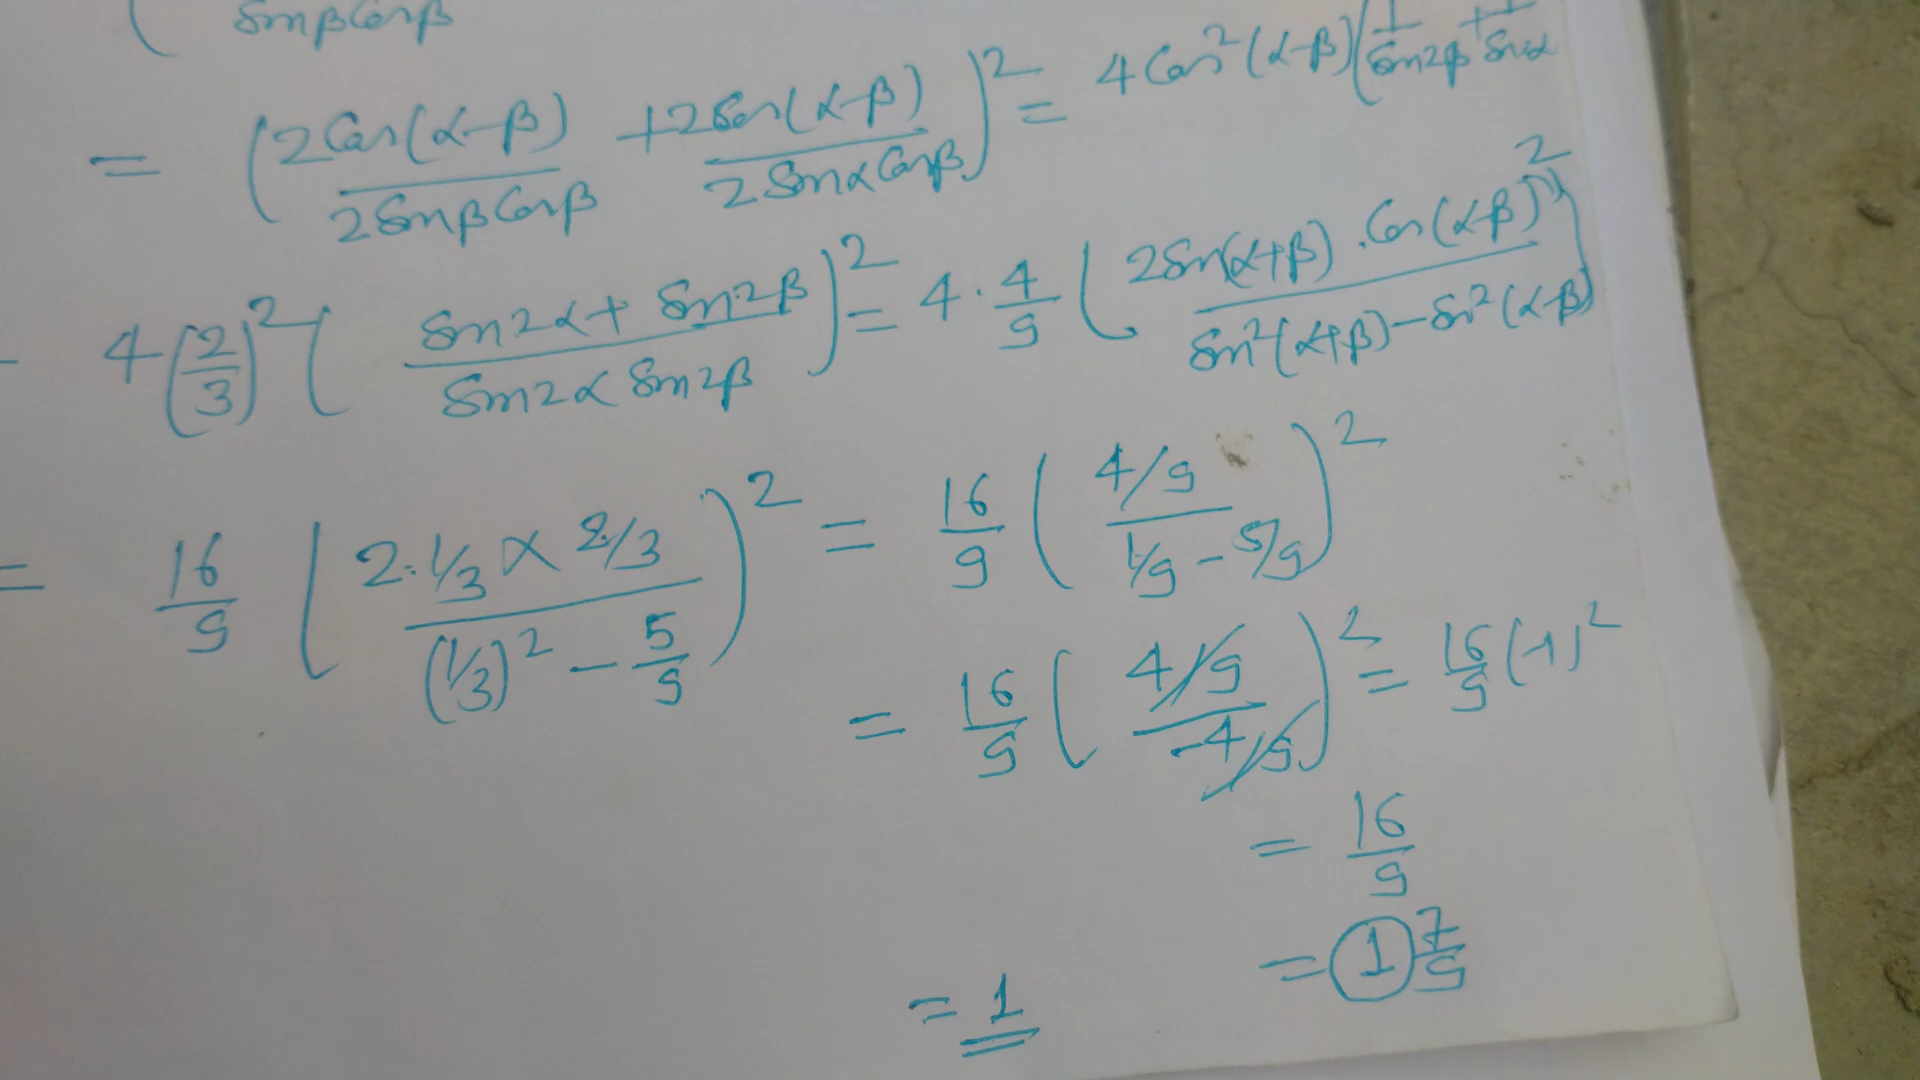 ( sinβcosβ
= (2cos(α-β)/2sinβcosβ + 2cos(α-β)/2sinαcosβ)² = 4cos²(α-β)(1/sin2β + 1/sin2α
4(2/3)²(sin2α + sin2β/sin2α sin2β)² = 4·4/9 (2sin(α+β).cos(α-β)/sin²(α+β)-sin²(α-β))²
= 16/9 (2.1/3 × 2/3/(1/3)² - 5/9)² = 16/9 (4/9/1/9 - 5/9)²
= 16/9 (4/9/-4/9)² = 16/9 (-1)²
= 16/9
= 1 7/9
= 1